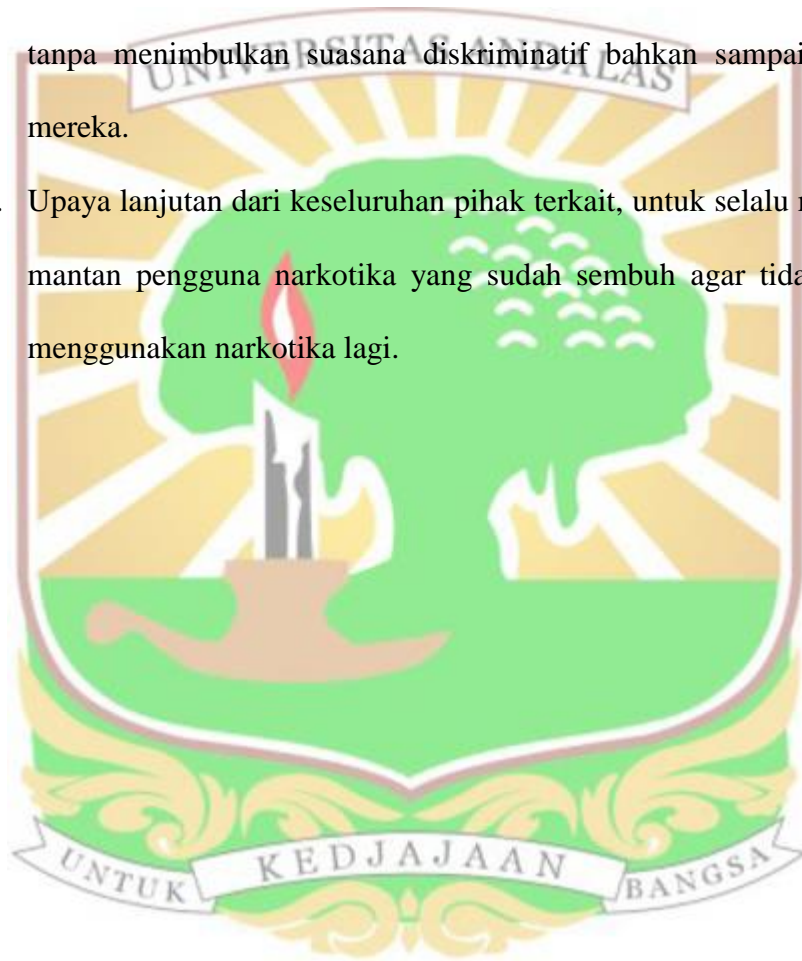 UNIVERSITAS ANDALAS
tanpa menimbulkan suasana diskriminatif bahkan sampai
mereka.
. Upaya lanjutan dari keseluruhan pihak terkait, untuk selalu
mantan pengguna narkotika yang sudah sembuh agar
menggunakan narkotika lagi.
UNTUK KEDJAJAAN BANGSA